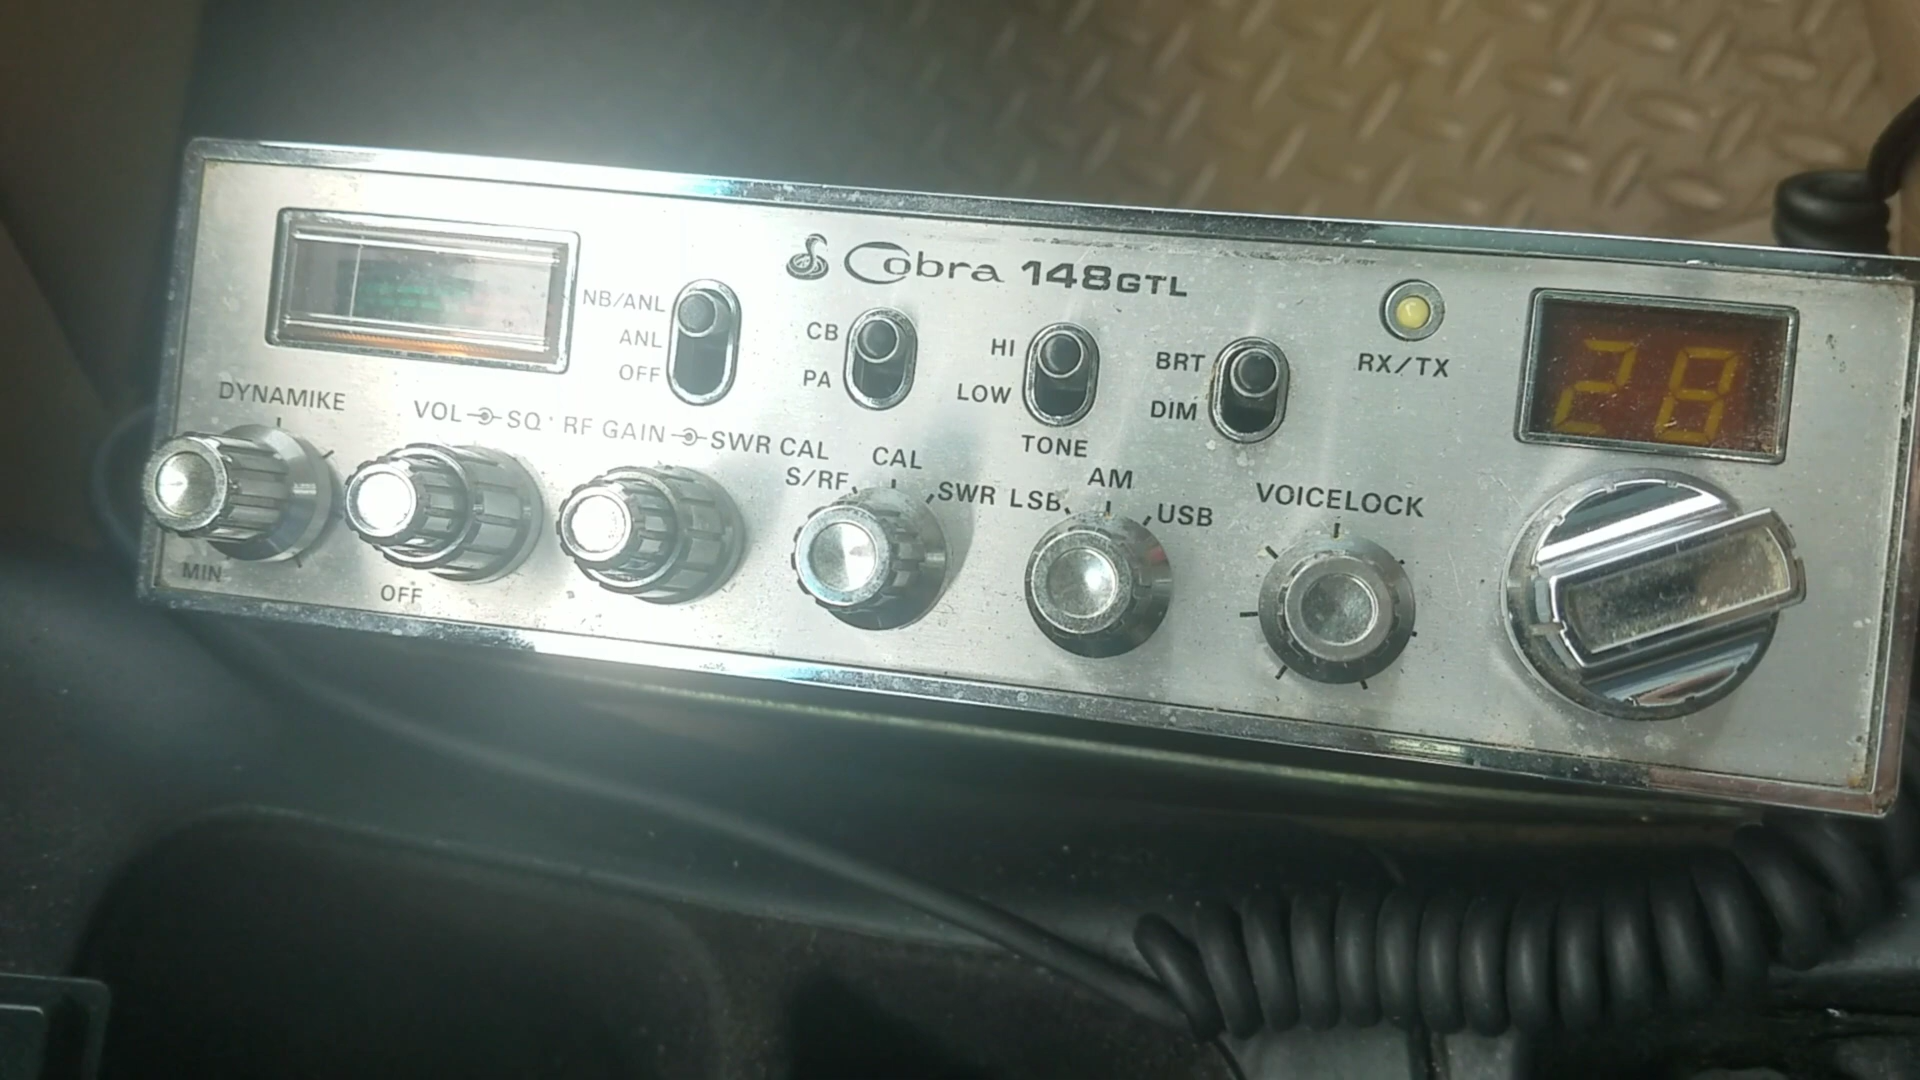 Cobra 148GTL
NB/ANL
ANL
OFF
CB
PA
HI
LOW
TONE
BRT
DIM
RX/TX
28
DYNAMIKE
MIN
VOL SQ
OFF
RF GAIN SWR CAL
S/RF CAL SWR
LSB AM USB
VOICELOCK